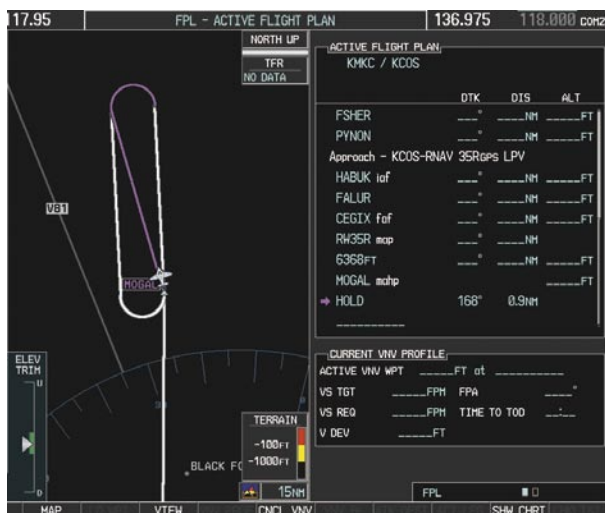 117.95 FPL - ACTIVE FLIGHT PLAN 136.975 118.000 COM2
NORTH UP
TFR
NO DATA
V81
MOGAL
33
ELEV
TRIM
U
D
BLACK FO
TERRAIN
-100FT
-1000FT
15NM
ACTIVE FLIGHT PLAN
KMKC / KCOS
DTK DIS ALT
FSHER ___° ____NM _____FT
PYNON ___° ____NM _____FT
Approach - KCOS-RNAV 35RGPS LPV
HABUK iaf ___° ____NM _____FT
FALUR ___° ____NM _____FT
CEGIX faf ___° ____NM _____FT
RW35R map ___° ____NM
6368FT ___° ____NM _____FT
MOGAL mahp _____FT
HOLD 168° 0.9NM
__________
CURRENT VNV PROFILE
ACTIVE VNV WPT _____FT at __________
VS TGT _____FPM FPA ____°
VS REQ _____FPM TIME TO TOD __:__
V DEV _____FT
FPL
MAP VIEW CNCL VNV SHW CHRT